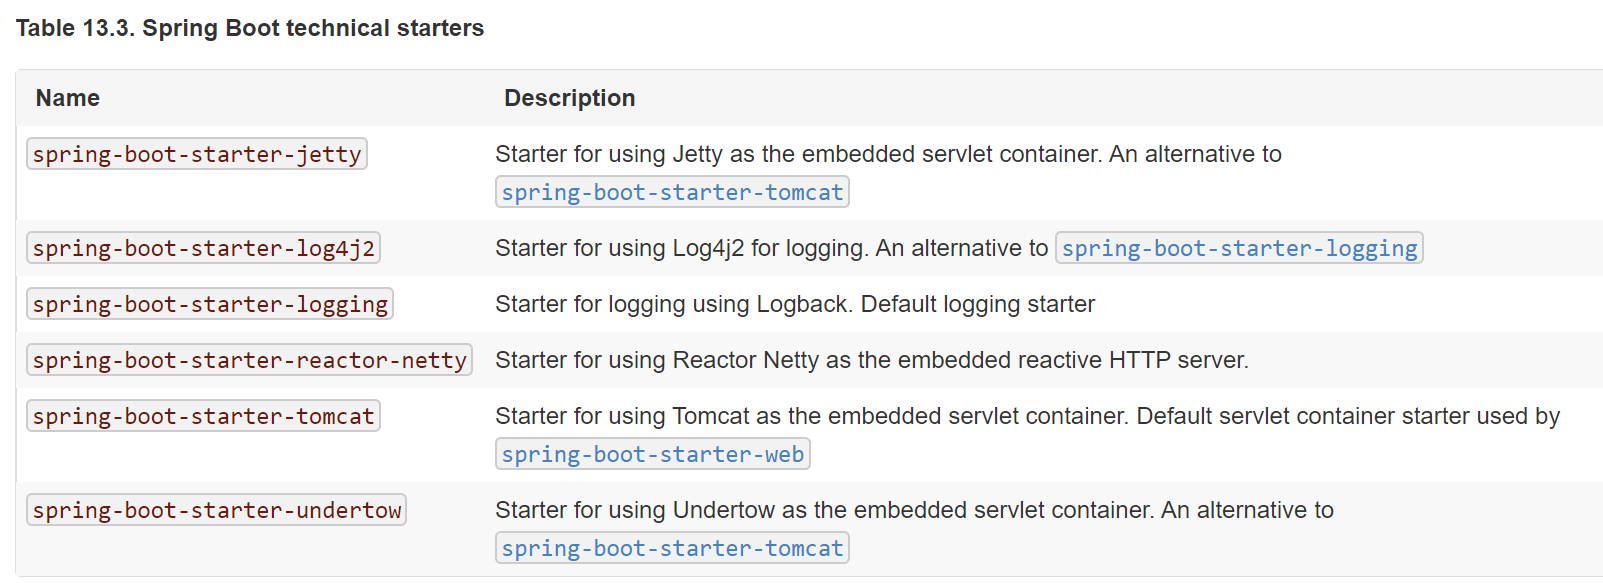 Table 13.3. Spring Boot technical starters
Name Description
spring-boot-starter-jetty Starter for using Jetty as the embedded servlet container. An alternative to
spring-boot-starter-tomcat
spring-boot-starter-log4j2 Starter for using Log4j2 for logging. An alternative to spring-boot-starter-logging
spring-boot-starter-logging Starter for logging using Logback. Default logging starter
spring-boot-starter-reactor-netty Starter for using Reactor Netty as the embedded reactive HTTP server.
spring-boot-starter-tomcat Starter for using Tomcat as the embedded servlet container. Default servlet container starter used by
spring-boot-starter-web
spring-boot-starter-undertow Starter for using Undertow as the embedded servlet container. An alternative to
spring-boot-starter-tomcat